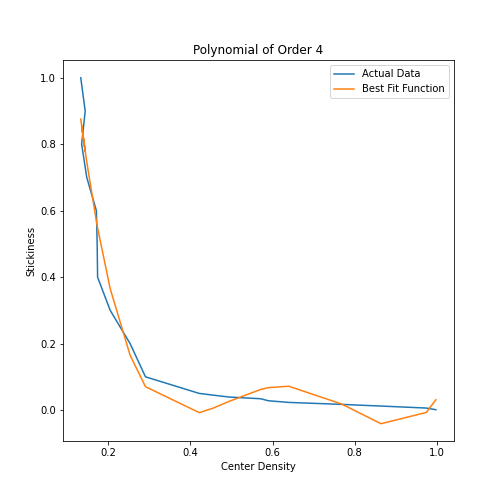 Polynomial of Order 4
Actual Data
Best Fit Function
Stickiness
1.0
0.8
0.6
0.4
0.2
0.0
0.2 0.4 0.6 0.8 1.0
Center Density